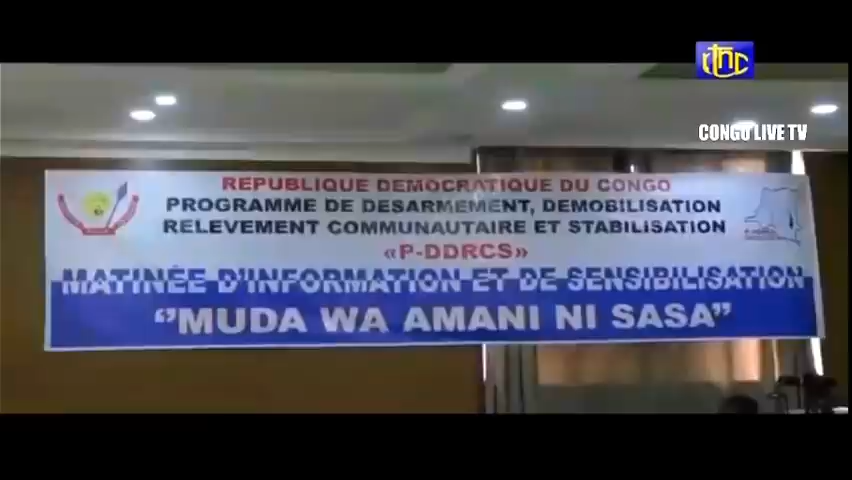 rtnc
CONGO LIVE TV
REPUBLIQUE DEMOCRATIQUE DU CONGO
PROGRAMME DE DESARMEMENT, DEMOBILISATION
RELEVEMENT COMMUNAUTAIRE ET STABILISATION
«P-DDRCS»
MATINÉE D'INFORMATION ET DE SENSIBILISATION
“MUDA WA AMANI NI SASA”